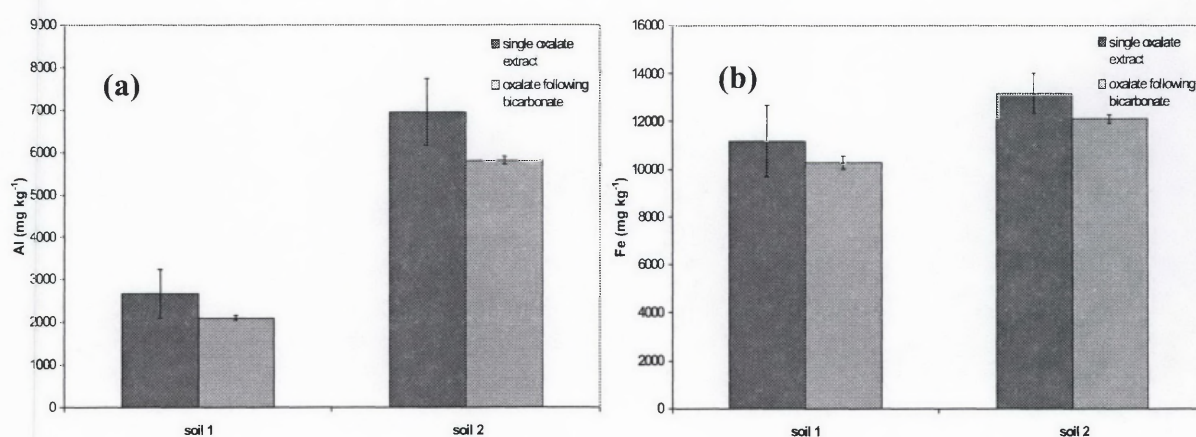 (a)
Al (mg kg⁻¹)
9000
8000
7000
6000
5000
4000
3000
2000
1000
0
single oxalate
extract
oxalate following
bicarbonate
soil 1
soil 2
(b)
Fe (mg kg⁻¹)
16000
14000
12000
10000
8000
6000
4000
2000
0
single oxalate
extract
oxalate following
bicarbonate
soil 1
soil 2